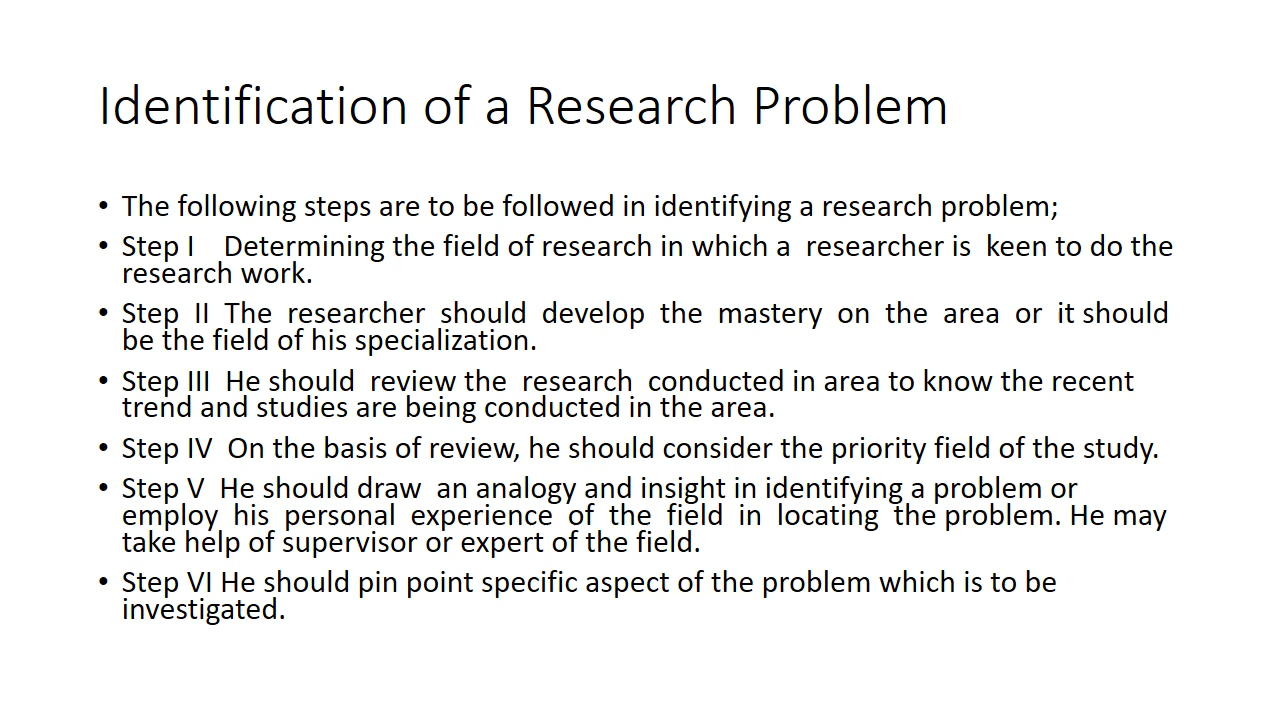 Identification of a Research Problem
• The following steps are to be followed in identifying a research problem;
• Step I    Determining the field of research in which a  researcher is  keen to do the
research work.
• Step  II  The  researcher  should  develop  the  mastery  on  the  area  or  it should
be the field of his specialization.
• Step III  He should  review the  research  conducted in area to know the recent
trend and studies are being conducted in the area.
• Step IV  On the basis of review, he should consider the priority field of the study.
• Step V  He should draw  an analogy and insight in identifying a problem or
employ  his  personal  experience  of  the  field  in  locating  the problem. He may
take help of supervisor or expert of the field.
• Step VI He should pin point specific aspect of the problem which is to be
investigated.